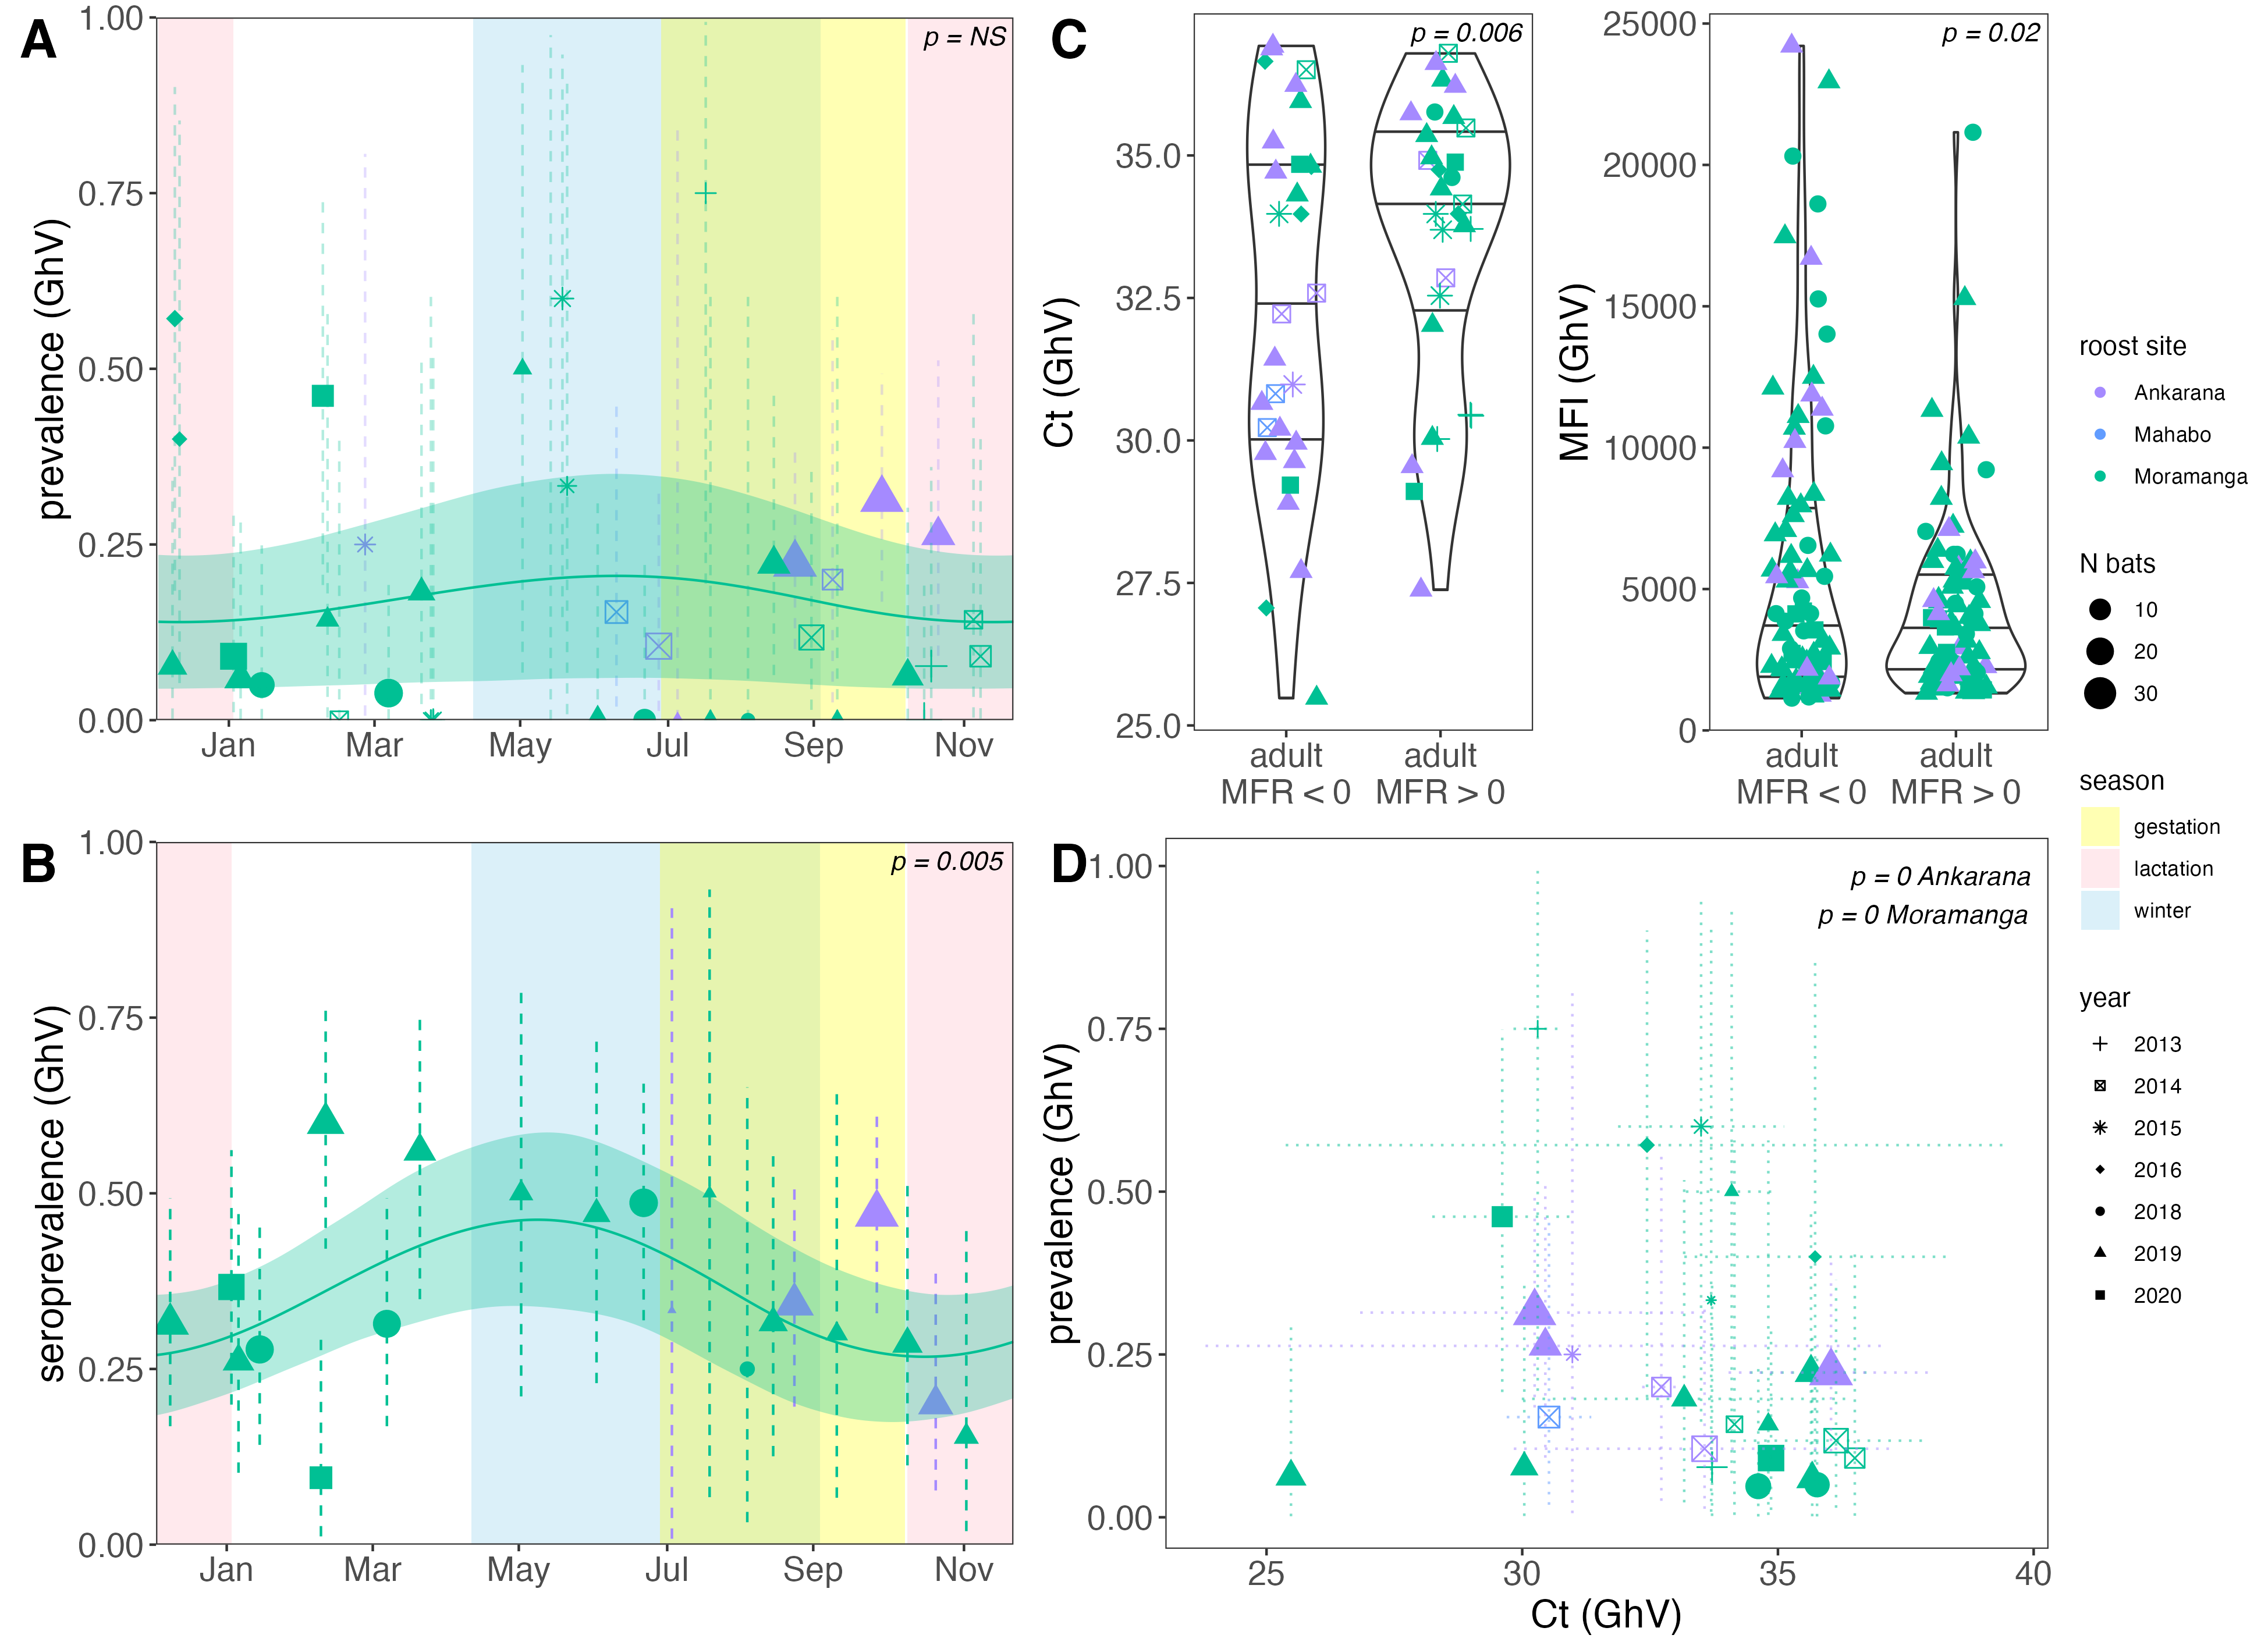 A
p = NS
prevalence (GhV)
1.00
0.75
0.50
0.25
0.00
Jan Mar May Jul Sep Nov
B
p = 0.005
seroprevalence (GhV)
1.00
0.75
0.50
0.25
0.00
Jan Mar May Jul Sep Nov
C
p = 0.006
Ct (GhV)
35.0
32.5
30.0
27.5
25.0
adult adult
MFR < 0 MFR > 0
p = 0.02
MFI (GhV)
25000
20000
15000
10000
5000
0
adult adult
MFR < 0 MFR > 0
D
p = 0 Ankarana
p = 0 Moramanga
prevalence (GhV)
1.00
0.75
0.50
0.25
0.00
25 30 35 40
Ct (GhV)
roost site
Ankarana
Mahabo
Moramanga
N bats
10
20
30
season
gestation
lactation
winter
year
2013
2014
2015
2016
2018
2019
2020